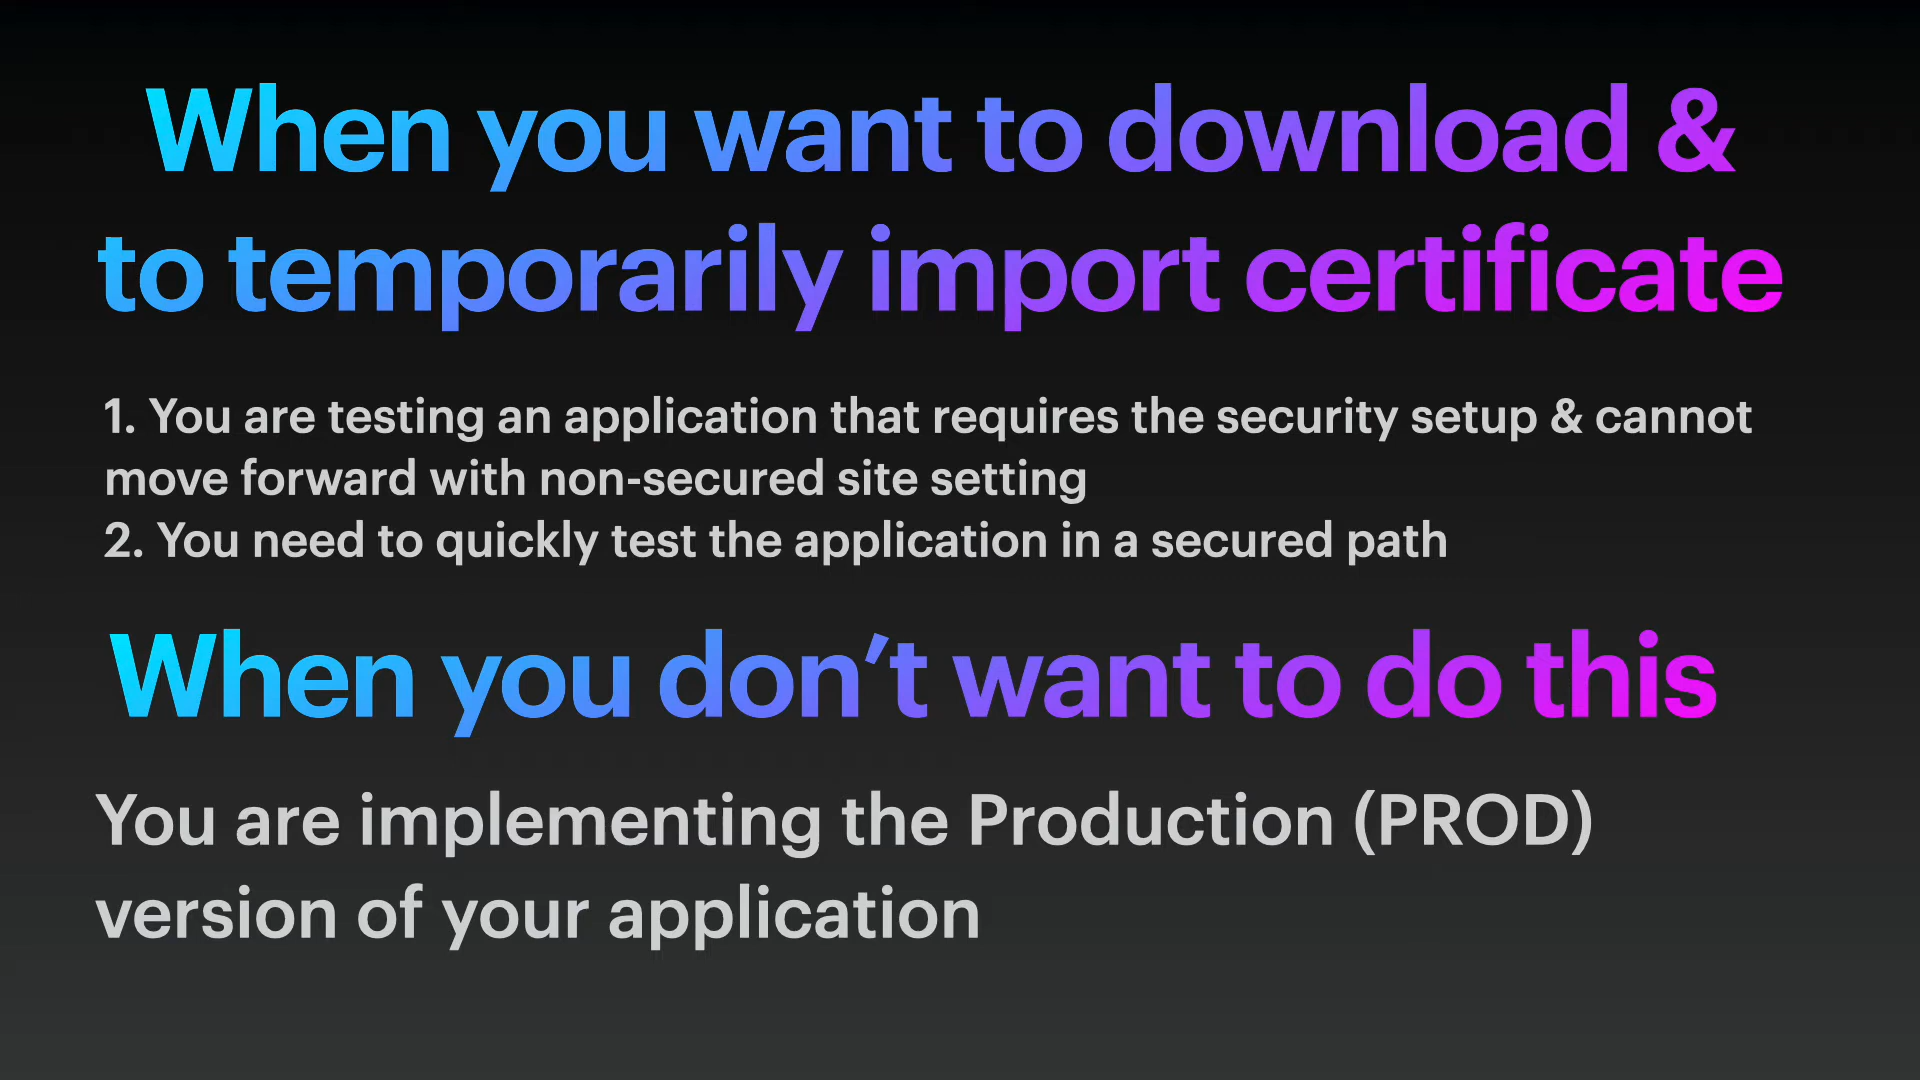 When you want to download &
to temporarily import certificate
1. You are testing an application that requires the security setup & cannot
move forward with non-secured site setting
2. You need to quickly test the application in a secured path
When you don’t want to do this
You are implementing the Production (PROD)
version of your application